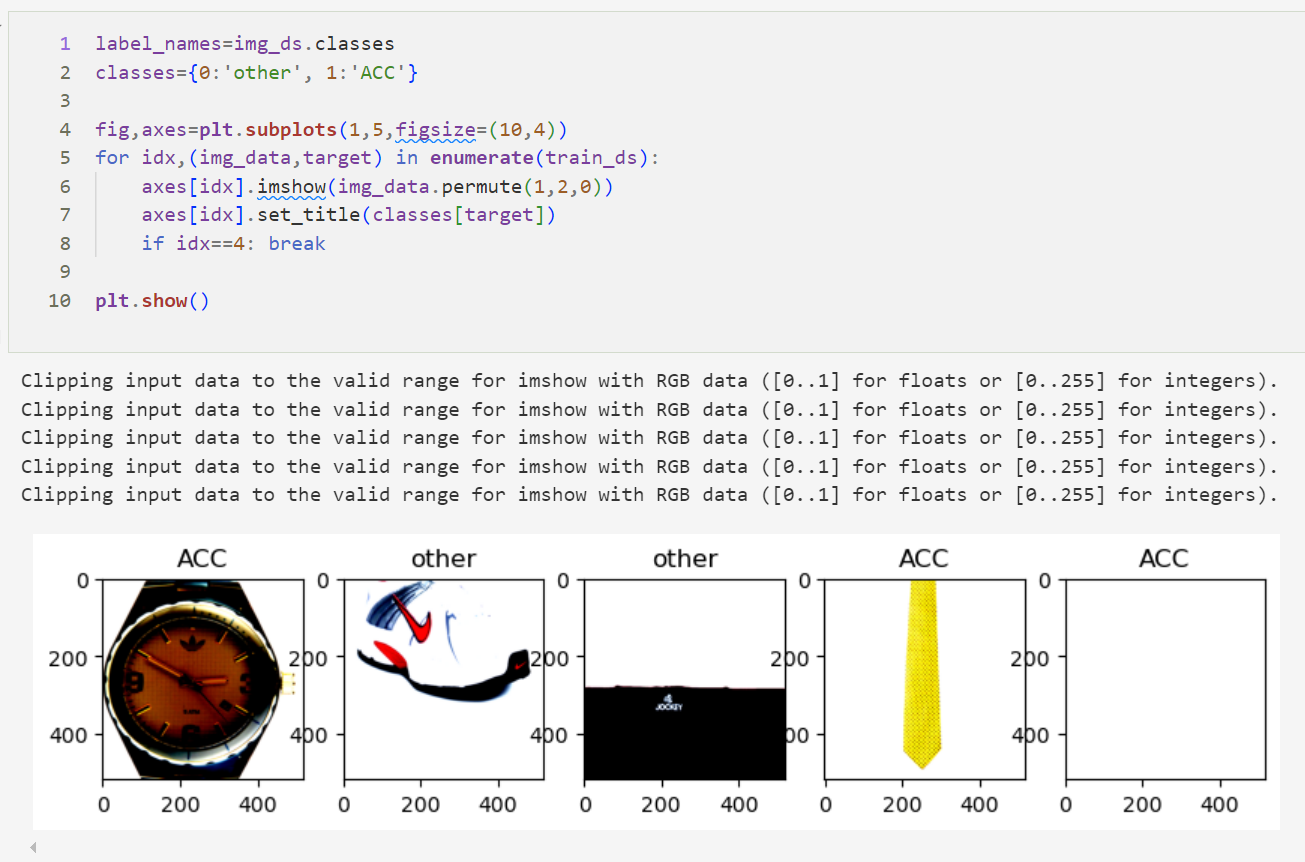 1 label_names=img_ds.classes
2 classes={0:'other', 1:'ACC'}
3
4 fig,axes=plt.subplots(1,5,figsize=(10,4))
5 for idx,(img_data,target) in enumerate(train_ds):
6     axes[idx].imshow(img_data.permute(1,2,0))
7     axes[idx].set_title(classes[target])
8     if idx==4: break
9
10 plt.show()
Clipping input data to the valid range for imshow with RGB data ([0..1] for floats or [0..255] for integers).
Clipping input data to the valid range for imshow with RGB data ([0..1] for floats or [0..255] for integers).
Clipping input data to the valid range for imshow with RGB data ([0..1] for floats or [0..255] for integers).
Clipping input data to the valid range for imshow with RGB data ([0..1] for floats or [0..255] for integers).
Clipping input data to the valid range for imshow with RGB data ([0..1] for floats or [0..255] for integers).
ACC other other ACC ACC
0 0 0 0 0
200 200 200 200 200
JOCKEY
400 400 400 00 400
0 200 400 0 200 400 0 200 400 0 200 400 0 200 400